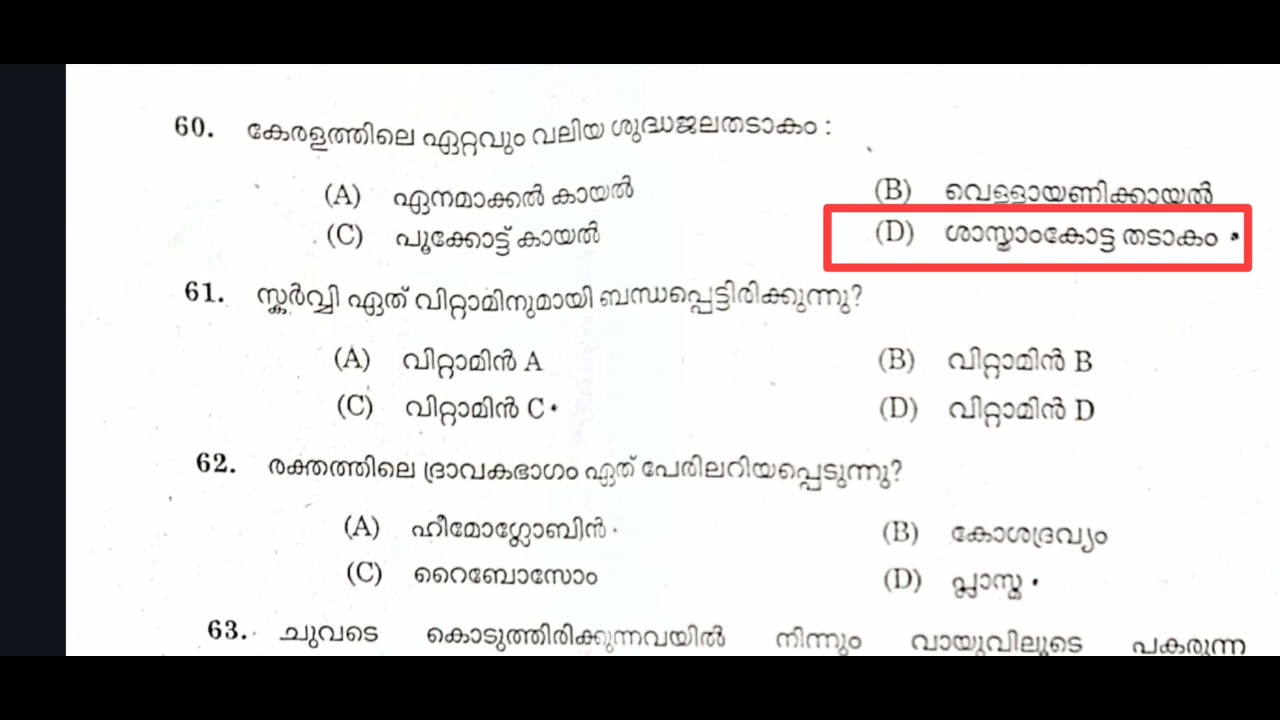 60. കേരളത്തിലെ ഏറ്റവും വലിയ ശുദ്ധജലതടാകം :
(A) ഏനമാക്കൽ കായൽ (B) വെള്ളായണിക്കായൽ
(C) പൂക്കോട്ട് കായൽ (D) ശാസ്താംകോട്ട തടാകം
61. സ്കർവ്വി ഏത് വിറ്റാമിനുമായി ബന്ധപ്പെട്ടിരിക്കുന്നു?
(A) വിറ്റാമിൻ A (B) വിറ്റാമിൻ B
(C) വിറ്റാമിൻ C (D) വിറ്റാമിൻ D
62. രക്തത്തിലെ ദ്രാവകഭാഗം ഏത് പേരിലറിയപ്പെടുന്നു?
(A) ഹീമോഗ്ലോബിൻ (B) കോശദ്രവ്യം
(C) റൈബോസോം (D) പ്ലാസ്മ
63. ചുവടെ കൊടുത്തിരിക്കുന്നവയിൽ നിന്നും വായുവിലൂടെ പകരുന്ന